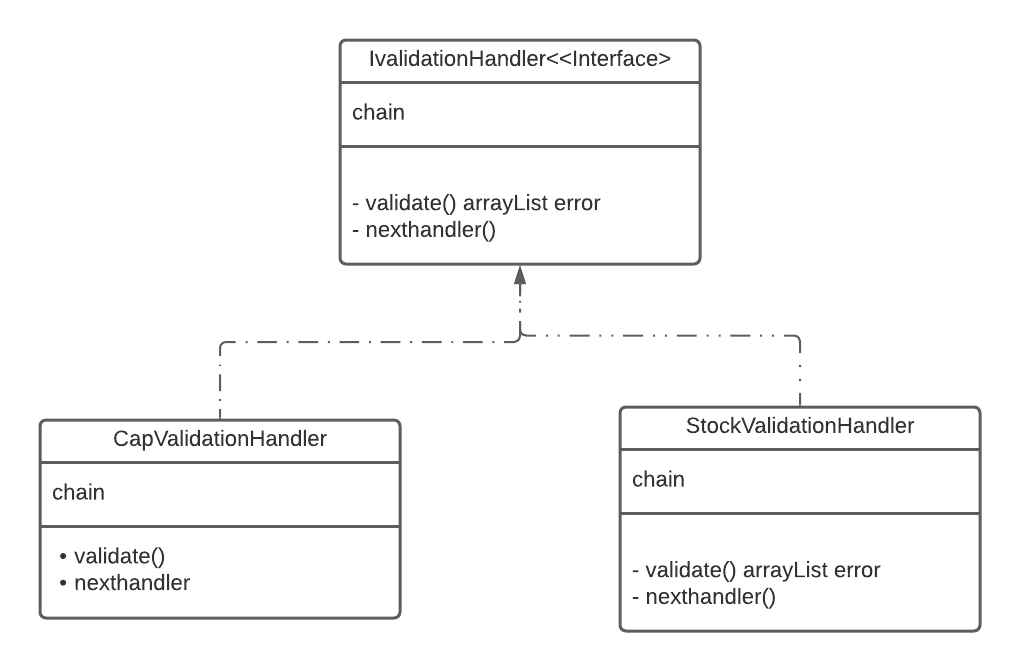 IvalidationHandler<<Interface>
chain
- validate() arrayList error
- nexthandler()
CapValidationHandler
chain
• validate()
• nexthandler
StockValidationHandler
chain
- validate() arrayList error
- nexthandler()